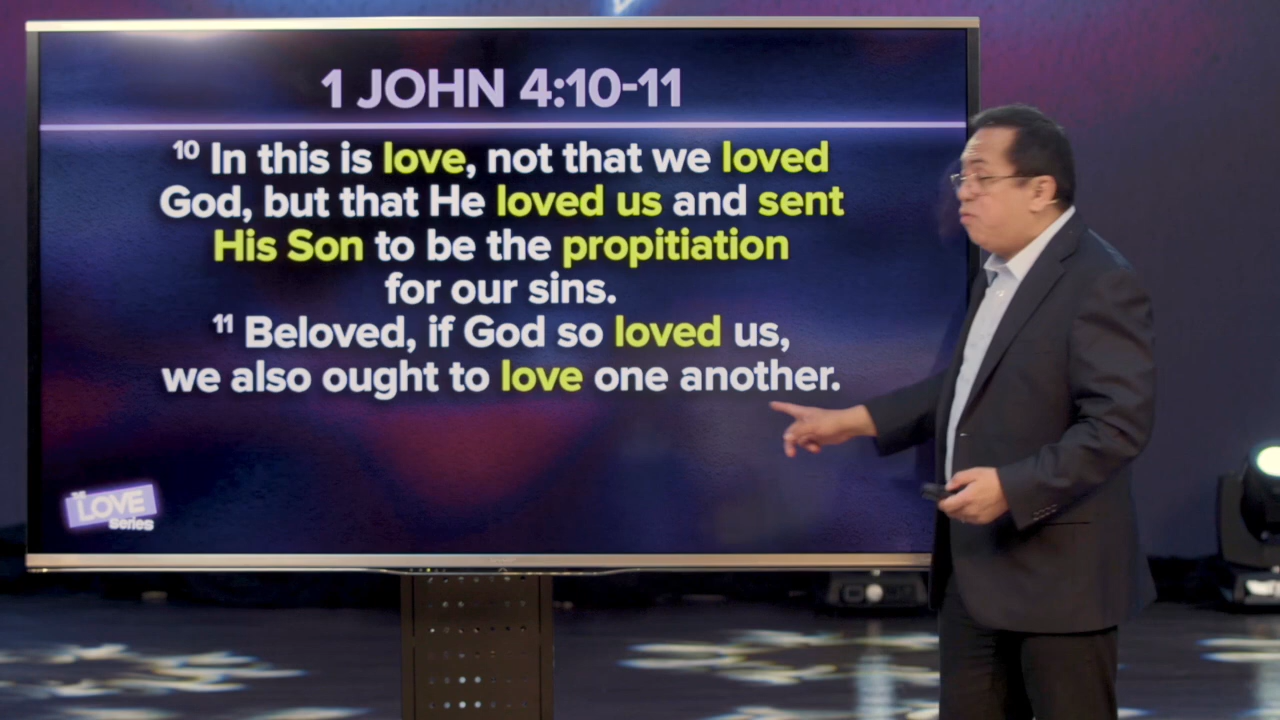 1 JOHN 4:10-11
10 In this is love, not that we loved
God, but that He loved us and sent
His Son to be the propitiation
for our sins.
11 Beloved, if God so loved us,
we also ought to love one another.
THE
LOVE
series